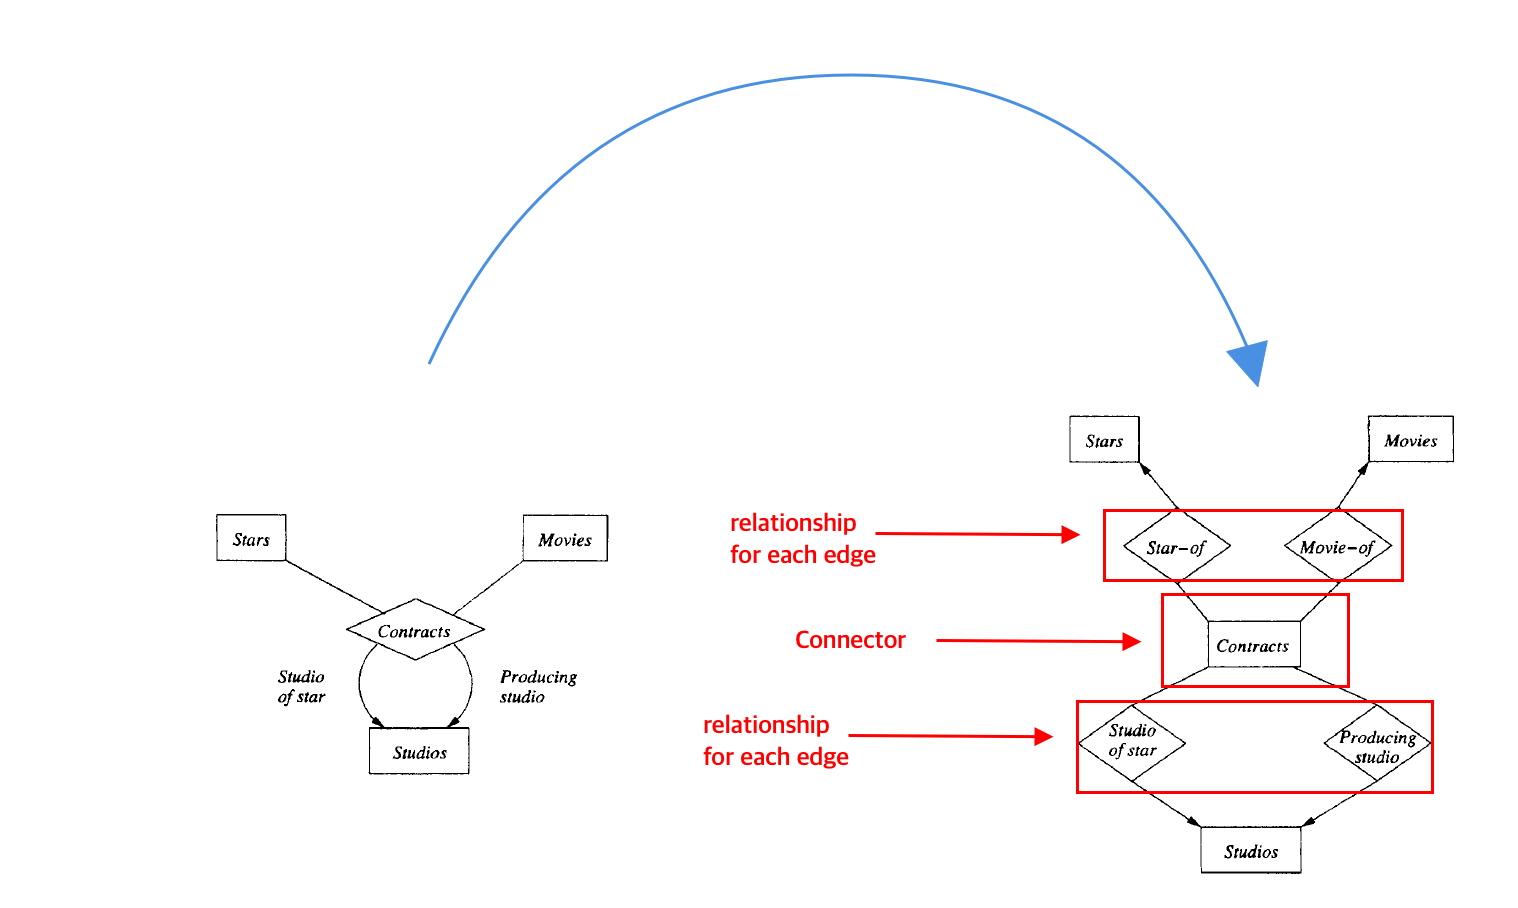 Stars
Movies
Contracts
Studio
of star
Producing
studio
Studios
Stars
Movies
relationship
for each edge
Star-of
Movie-of
Connector
Contracts
relationship
for each edge
Studio
of star
Producing
studio
Studios